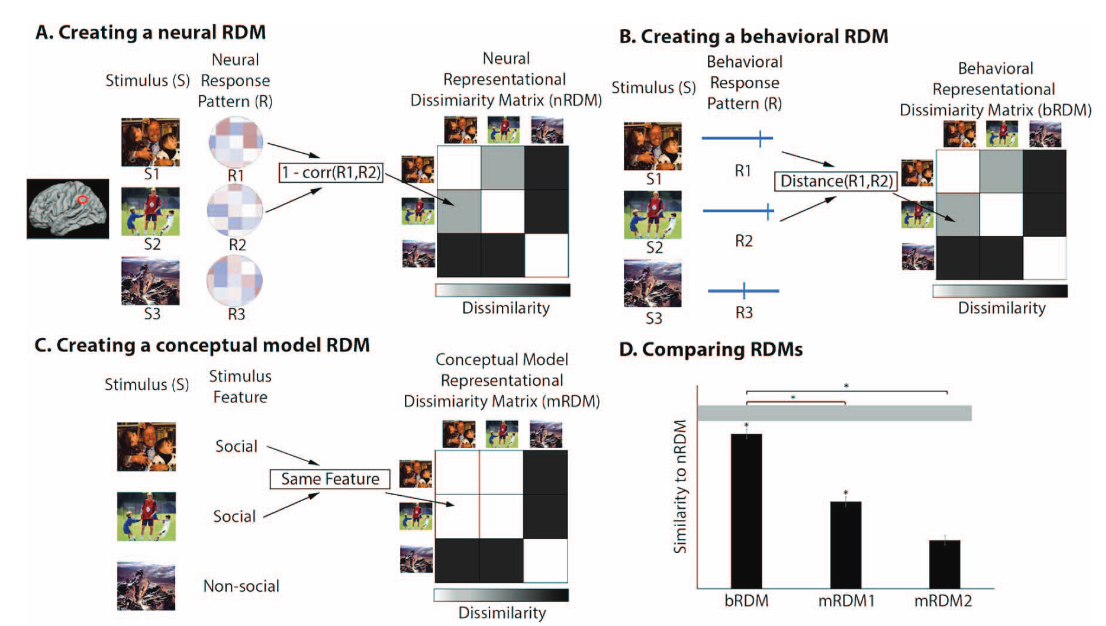 A. Creating a neural RDM
Stimulus (S)
Neural
Response
Pattern (R)
Neural
Representational
Dissimiarity Matrix (nRDM)
S1
R1
1 - corr(R1,R2)
S2
R2
S3
R3
Dissimilarity
B. Creating a behavioral RDM
Stimulus (S)
Behavioral
Response
Pattern (R)
Behavioral
Representational
Dissimiarity Matrix (bRDM)
S1
R1
Distance(R1,R2)
S2
R2
S3
R3
Dissimilarity
C. Creating a conceptual model RDM
Stimulus (S)
Stimulus
Feature
Conceptual Model
Representational
Dissimiarity Matrix (mRDM)
Social
Same Feature
Social
Non-social
Dissimilarity
D. Comparing RDMs
Similarity to nRDM
*
*
*
*
bRDM
mRDM1
mRDM2